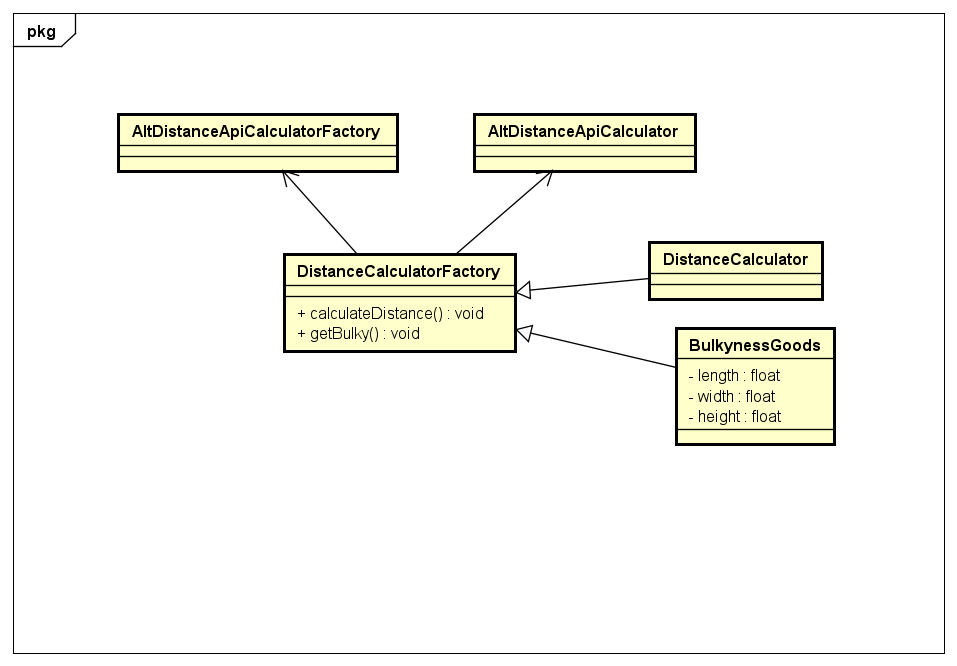 pkg
AltDistanceApiCalculatorFactory
AltDistanceApiCalculator
DistanceCalculatorFactory
+ calculateDistance() : void
+ getBulky() : void
DistanceCalculator
BulkynessGoods
- length : float
- width : float
- height : float